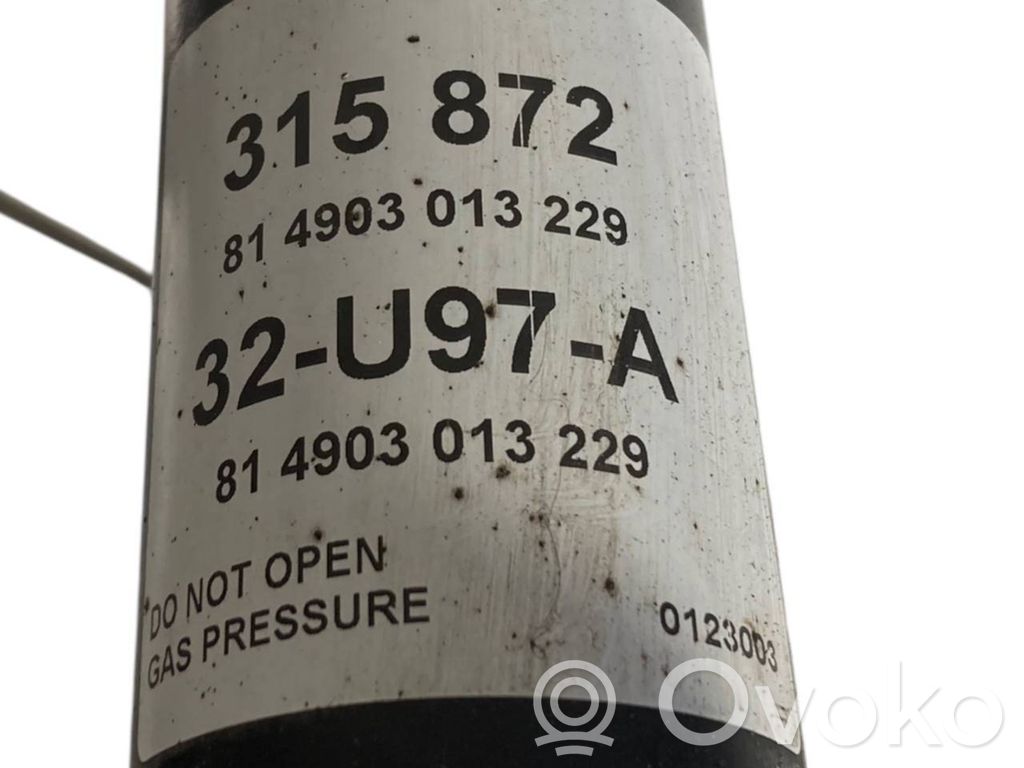 315 872
81 4903 013 229
32-U97-A
81 4903 013 229
DO NOT OPEN
GAS PRESSURE
0123003
Ovoko